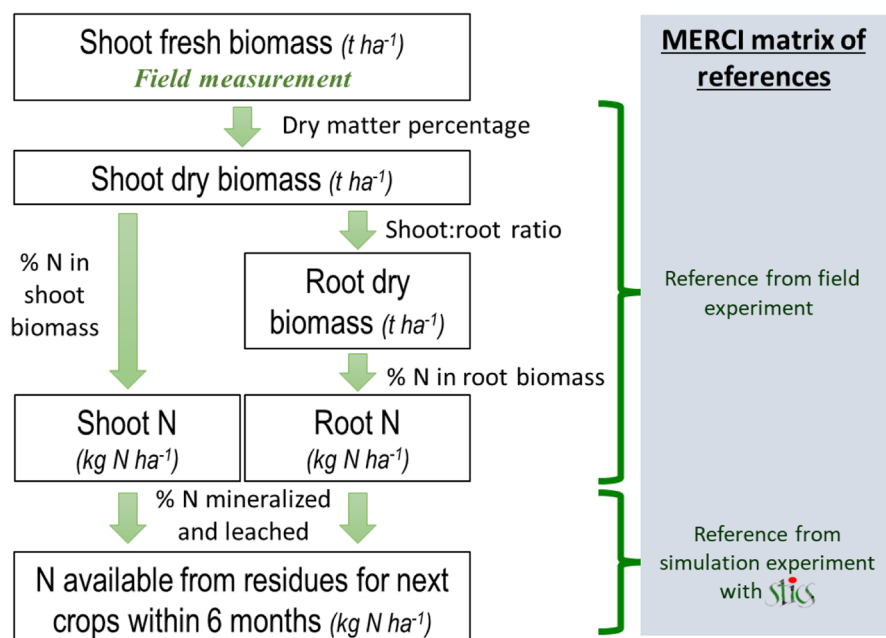 Shoot fresh biomass (t ha⁻¹)
Field measurement
Dry matter percentage
Shoot dry biomass (t ha⁻¹)
% N in
shoot
biomass
Shoot:root ratio
Root dry
biomass (t ha⁻¹)
% N in root biomass
Shoot N
(kg N ha⁻¹)
Root N
(kg N ha⁻¹)
% N mineralized
and leached
N available from residues for next
crops within 6 months (kg N ha⁻¹)
MERCI matrix of
references
Reference from field
experiment
Reference from
simulation experiment
with stics